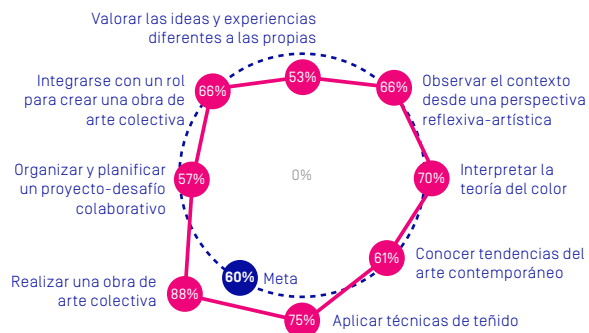 Valorar las ideas y experiencias
diferentes a las propias
53%
66%
Observar el contexto
desde una perspectiva
reflexiva-artística
70%
Interpretar la
teoría del color
61%
Conocer tendencias del
arte contemporáneo
75%
Aplicar técnicas de teñido
60%
Meta
88%
Realizar una obra de
arte colectiva
57%
Organizar y planificar
un proyecto-desafío
colaborativo
66%
Integrarse con un rol
para crear una obra de
arte colectiva
0%